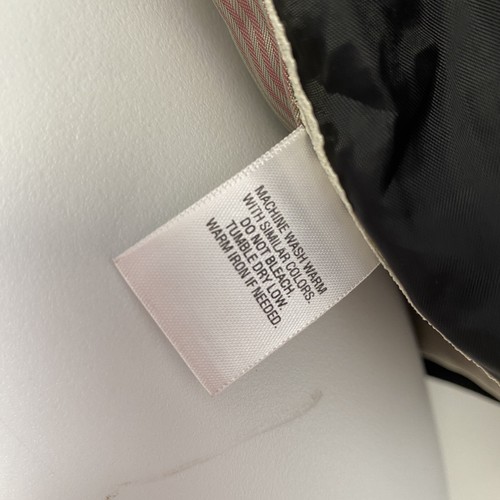 MACHINE WASH WARM
WITH SIMILAR COLORS.
DO NOT BLEACH.
TUMBLE DRY LOW.
WARM IRON IF NEEDED.